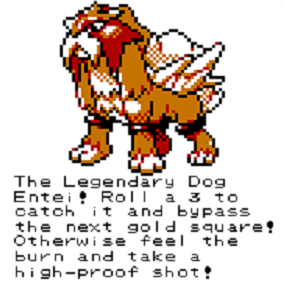 The Legendary Dog
Entei! Roll a 3 to
catch it and bypass
the next gold square!
Otherwise feel the
burn and take a
high-proof shot!